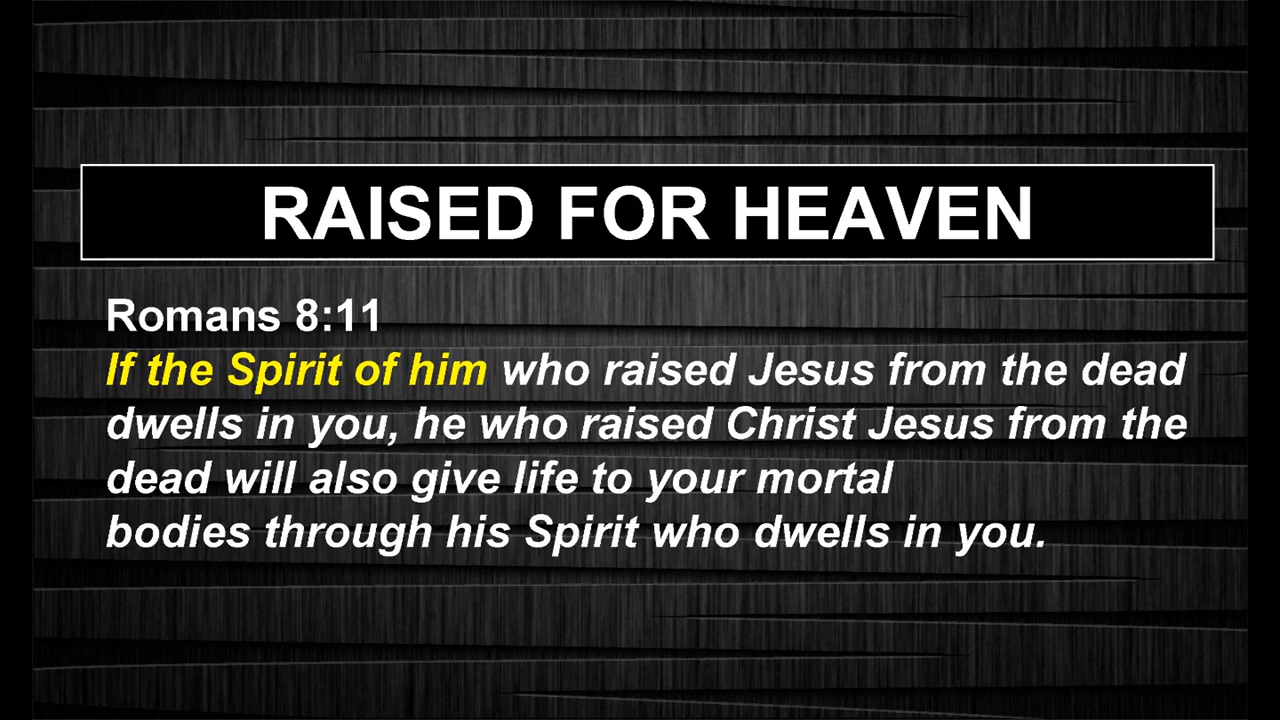 RAISED FOR HEAVEN
Romans 8:11
If the Spirit of him who raised Jesus from the dead
dwells in you, he who raised Christ Jesus from the
dead will also give life to your mortal
bodies through his Spirit who dwells in you.